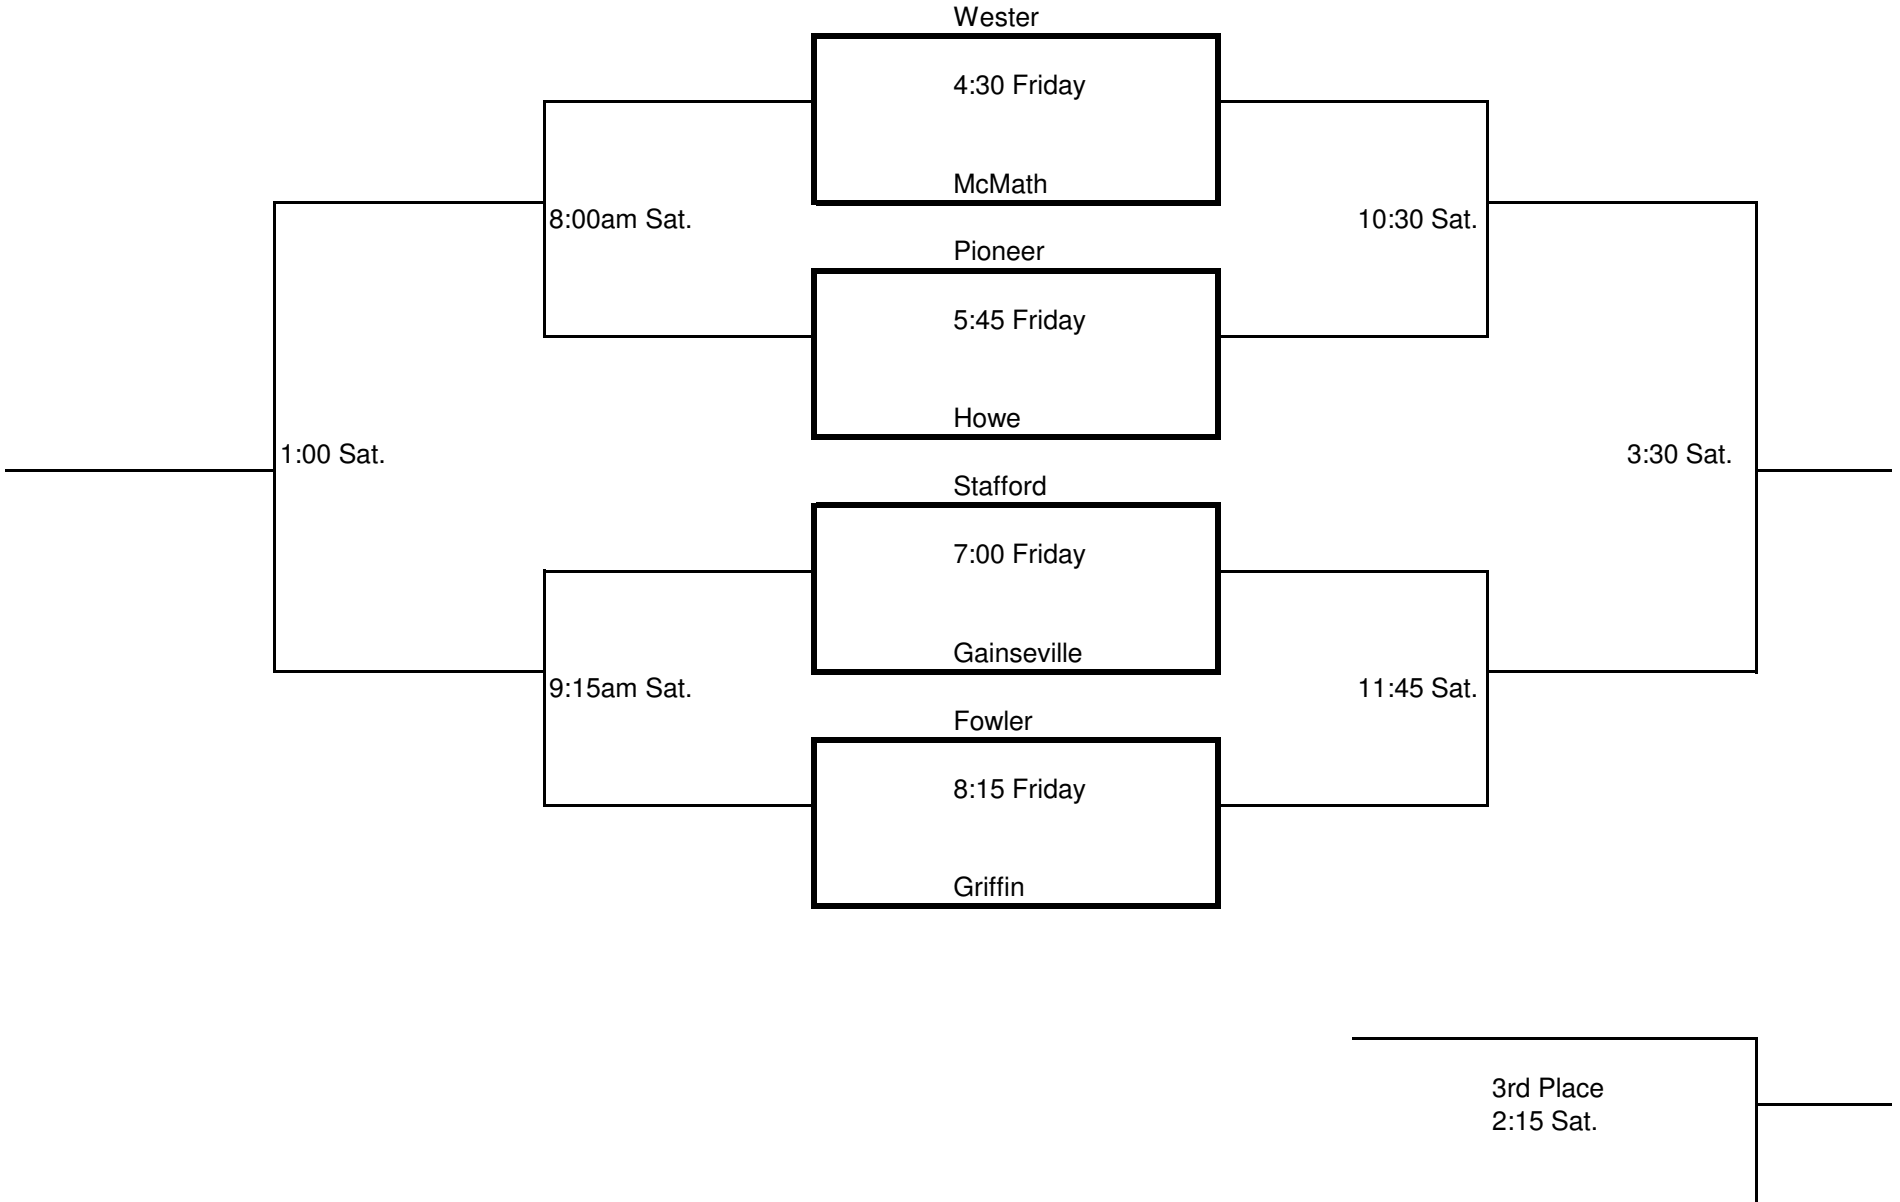 Wester
4:30 Friday
McMath
8:00am Sat.
10:30 Sat.
Pioneer
5:45 Friday
Howe
1:00 Sat.
3:30 Sat.
Stafford
7:00 Friday
Gainseville
9:15am Sat.
11:45 Sat.
Fowler
8:15 Friday
Griffin
3rd Place
2:15 Sat.